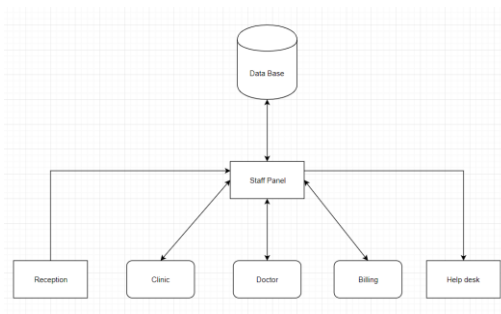 Data Base
Staff Panel
Reception
Clinic
Doctor
Billing
Help desk